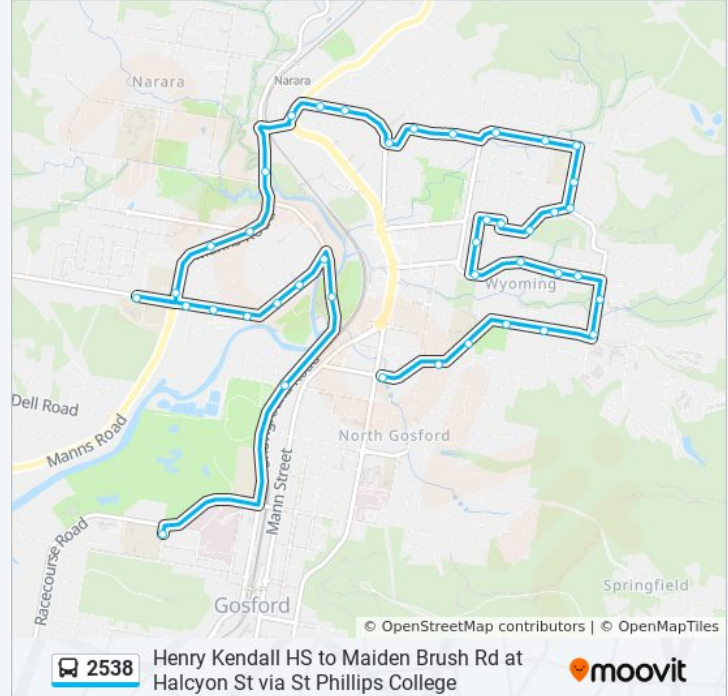 Narara
Narara
Wyoming
Dell Road
Manns Road
North Gosford
Mann Street
Racecourse Road
Springfield
Gosford
© OpenStreetMap contributors | © OpenMapTiles
2538
Henry Kendall HS to Maiden Brush Rd at
Halcyon St via St Phillips College
moovit